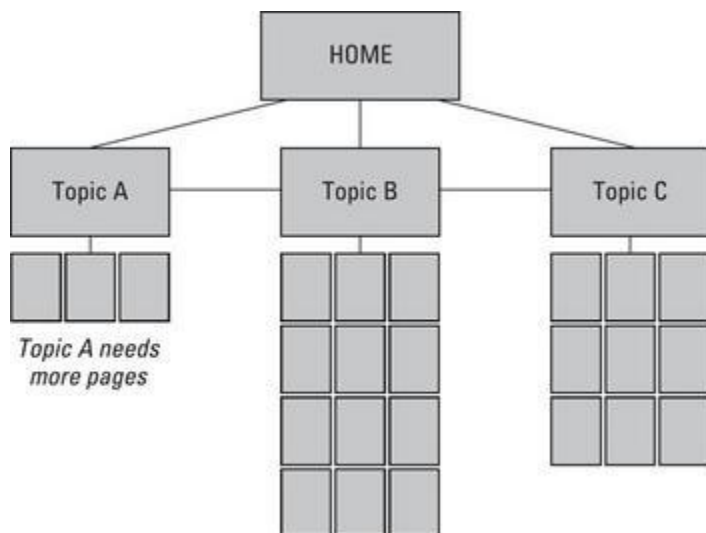 HOME
Topic A
Topic B
Topic C
Topic A needs
more pages